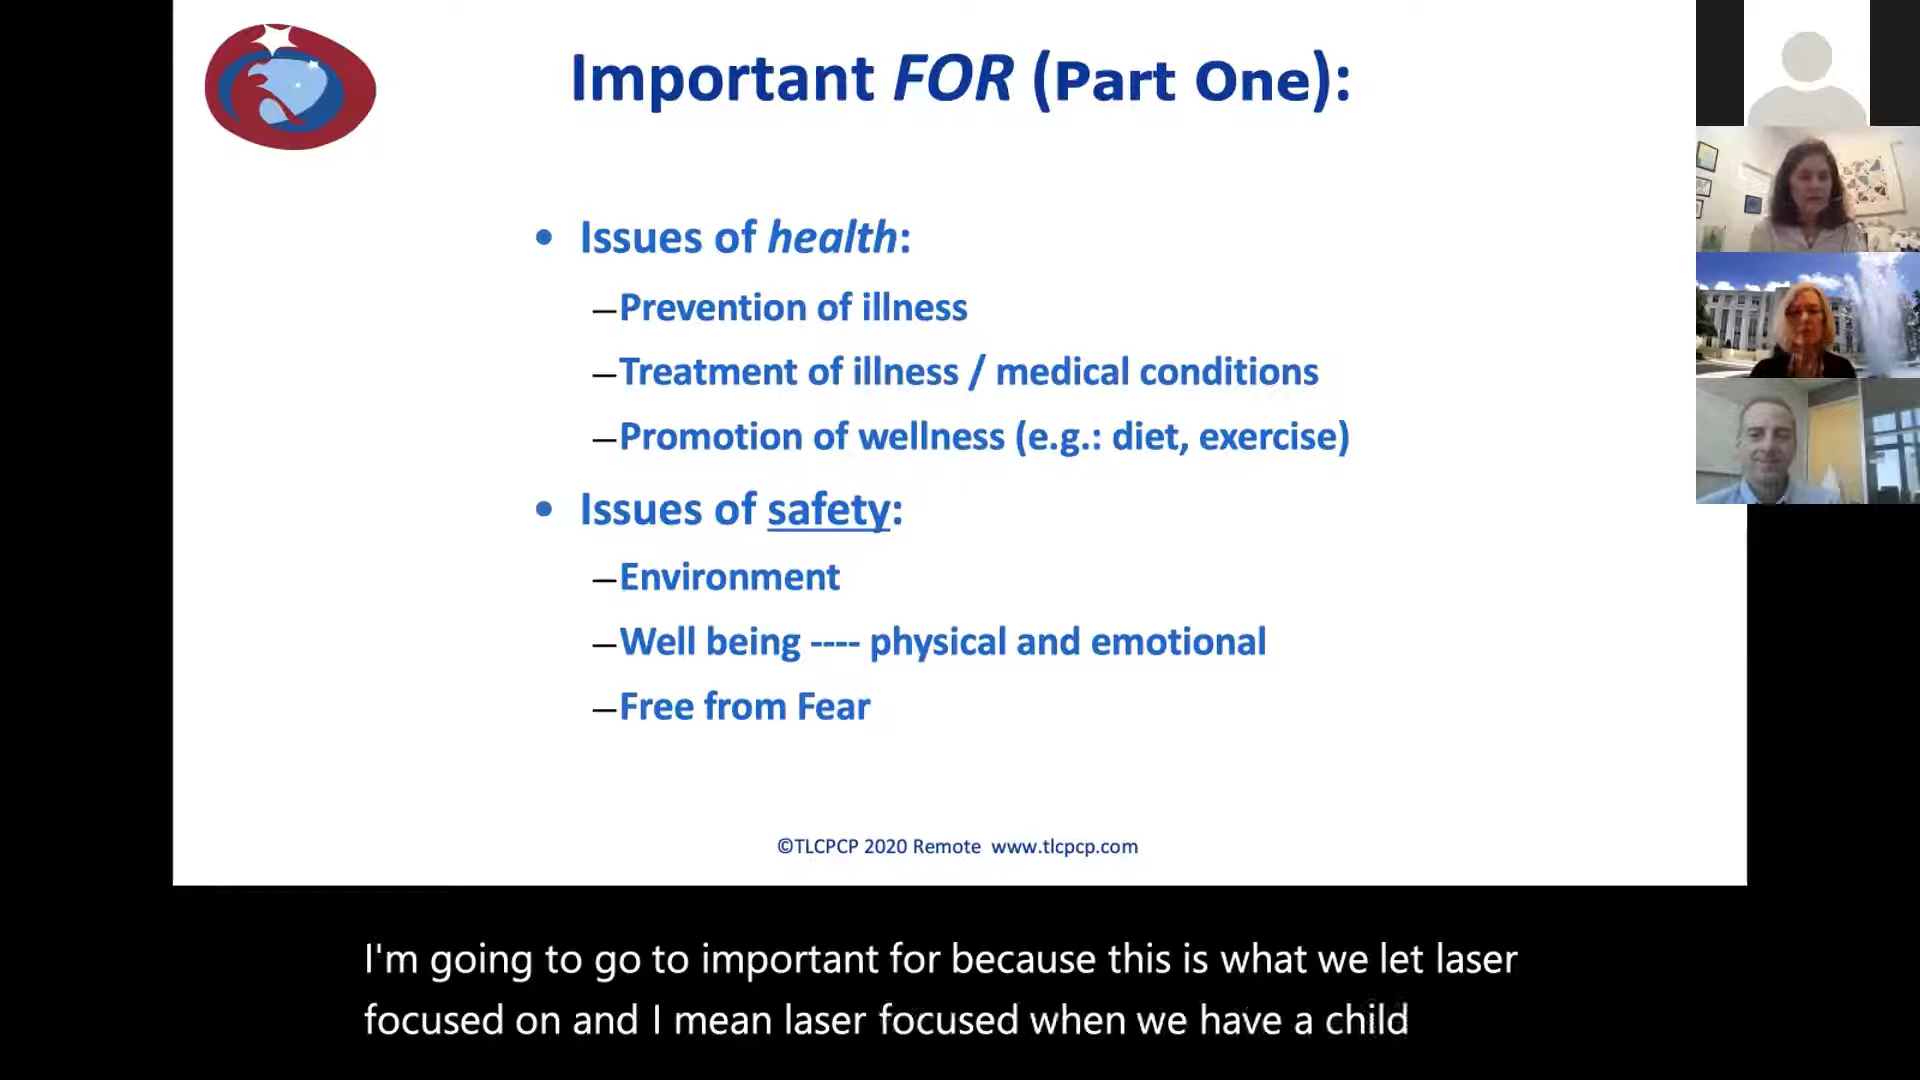 Important FOR (Part One):
• Issues of health:
–Prevention of illness
–Treatment of illness / medical conditions
–Promotion of wellness (e.g.: diet, exercise)
• Issues of safety:
–Environment
–Well being ---- physical and emotional
–Free from Fear
©TLCPCP 2020 Remote www.tlcpcp.com
I'm going to go to important for because this is what we let laser
focused on and I mean laser focused when we have a child